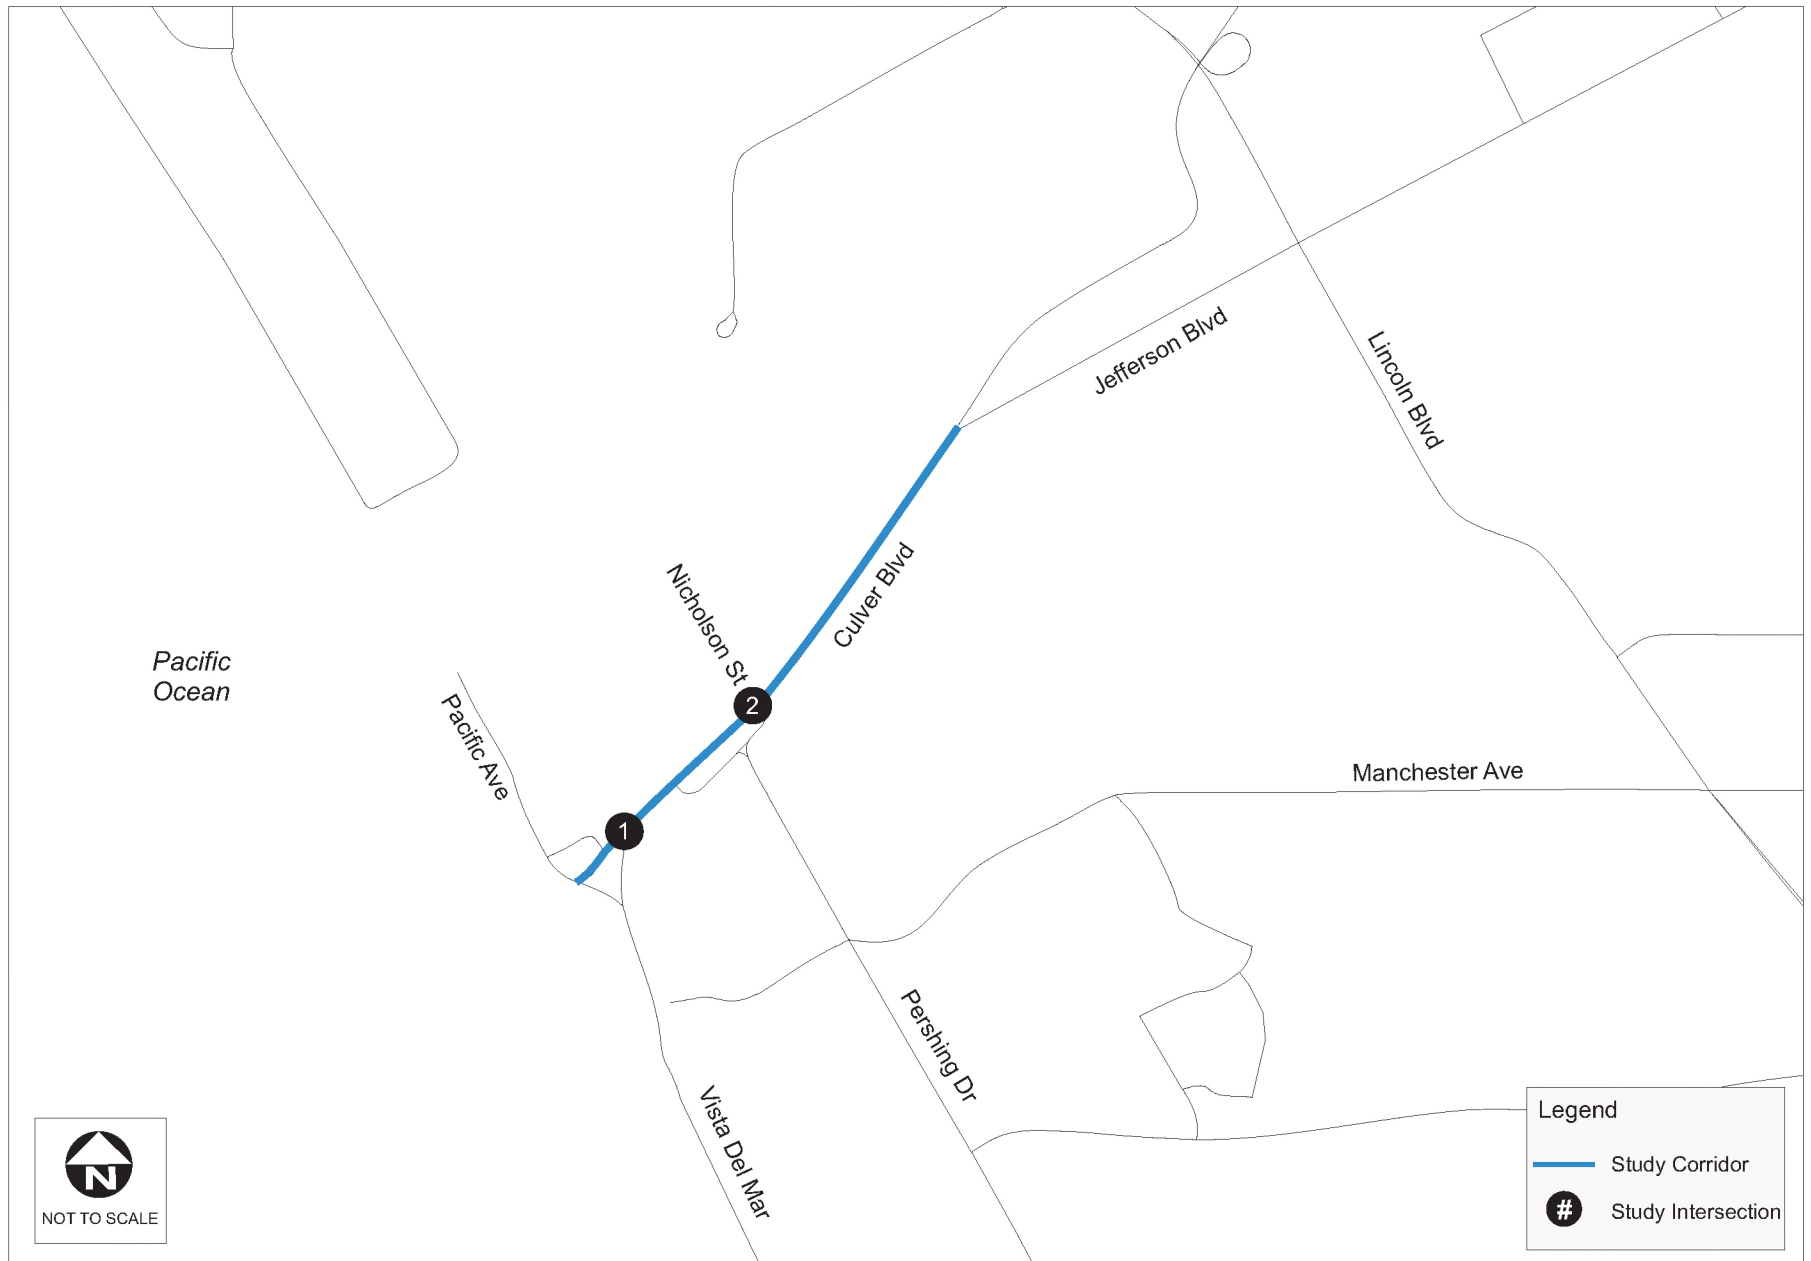 Jefferson Blvd
Lincoln Blvd
Culver Blvd
Nicholson St
Pacific
Ocean
Pacific Ave
2
1
Manchester Ave
Pershing Dr
Vista Del Mar
N
NOT TO SCALE
Legend
Study Corridor
# Study Intersection